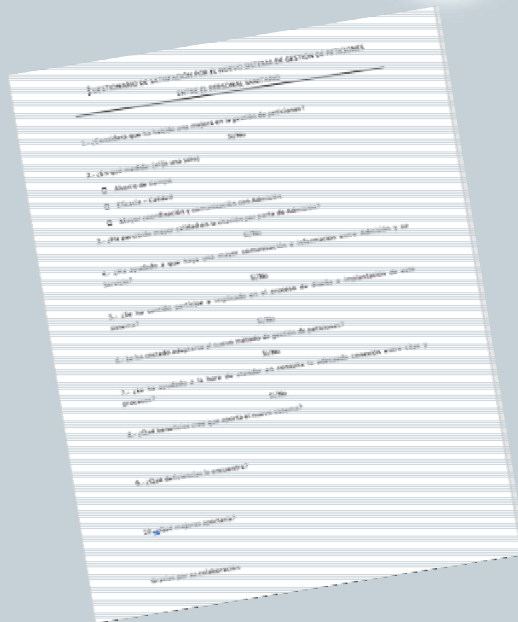 CUESTIONARIO DE SATISFACIÓN POR EL NUEVO SISTEMA DE GESTIÓN DE PETICIONES
ENTRE EL PERSONAL SANITARIO
1.- ¿Considera que ha habido una mejora en la gestión de peticiones?
Si/No
2.- ¿En qué medida? (elija una solo)
Ahorro de tiempo
Eficacia - Calidad
Mayor coordinación y comunicación con Admisión
3.- ¿Ha percibido mayor calidad en la citación por parte de Admisión?
Si/No
4.- ¿Ha ayudado a que haya una mayor comunicación e información entre Admisión y su
Servicio?
Si/No
5.- ¿Se ha sentido participe e implicado en el proceso de diseño e implantación de este
sistema?
Si/No
6.- Le ha costado adaptarse al nuevo método de gestión de peticiones?
Si/No
7.- ¿Le ha ayudado a la hora de atender en consulta la adecuada conexión entre citas y
procesos?
Si/No
8.- ¿Qué beneficios cree que aporta el nuevo sistema?
9.- ¿Qué deficiencias le encuentra?
10.- ¿Qué mejoras aportaría?
Gracias por su colaboración